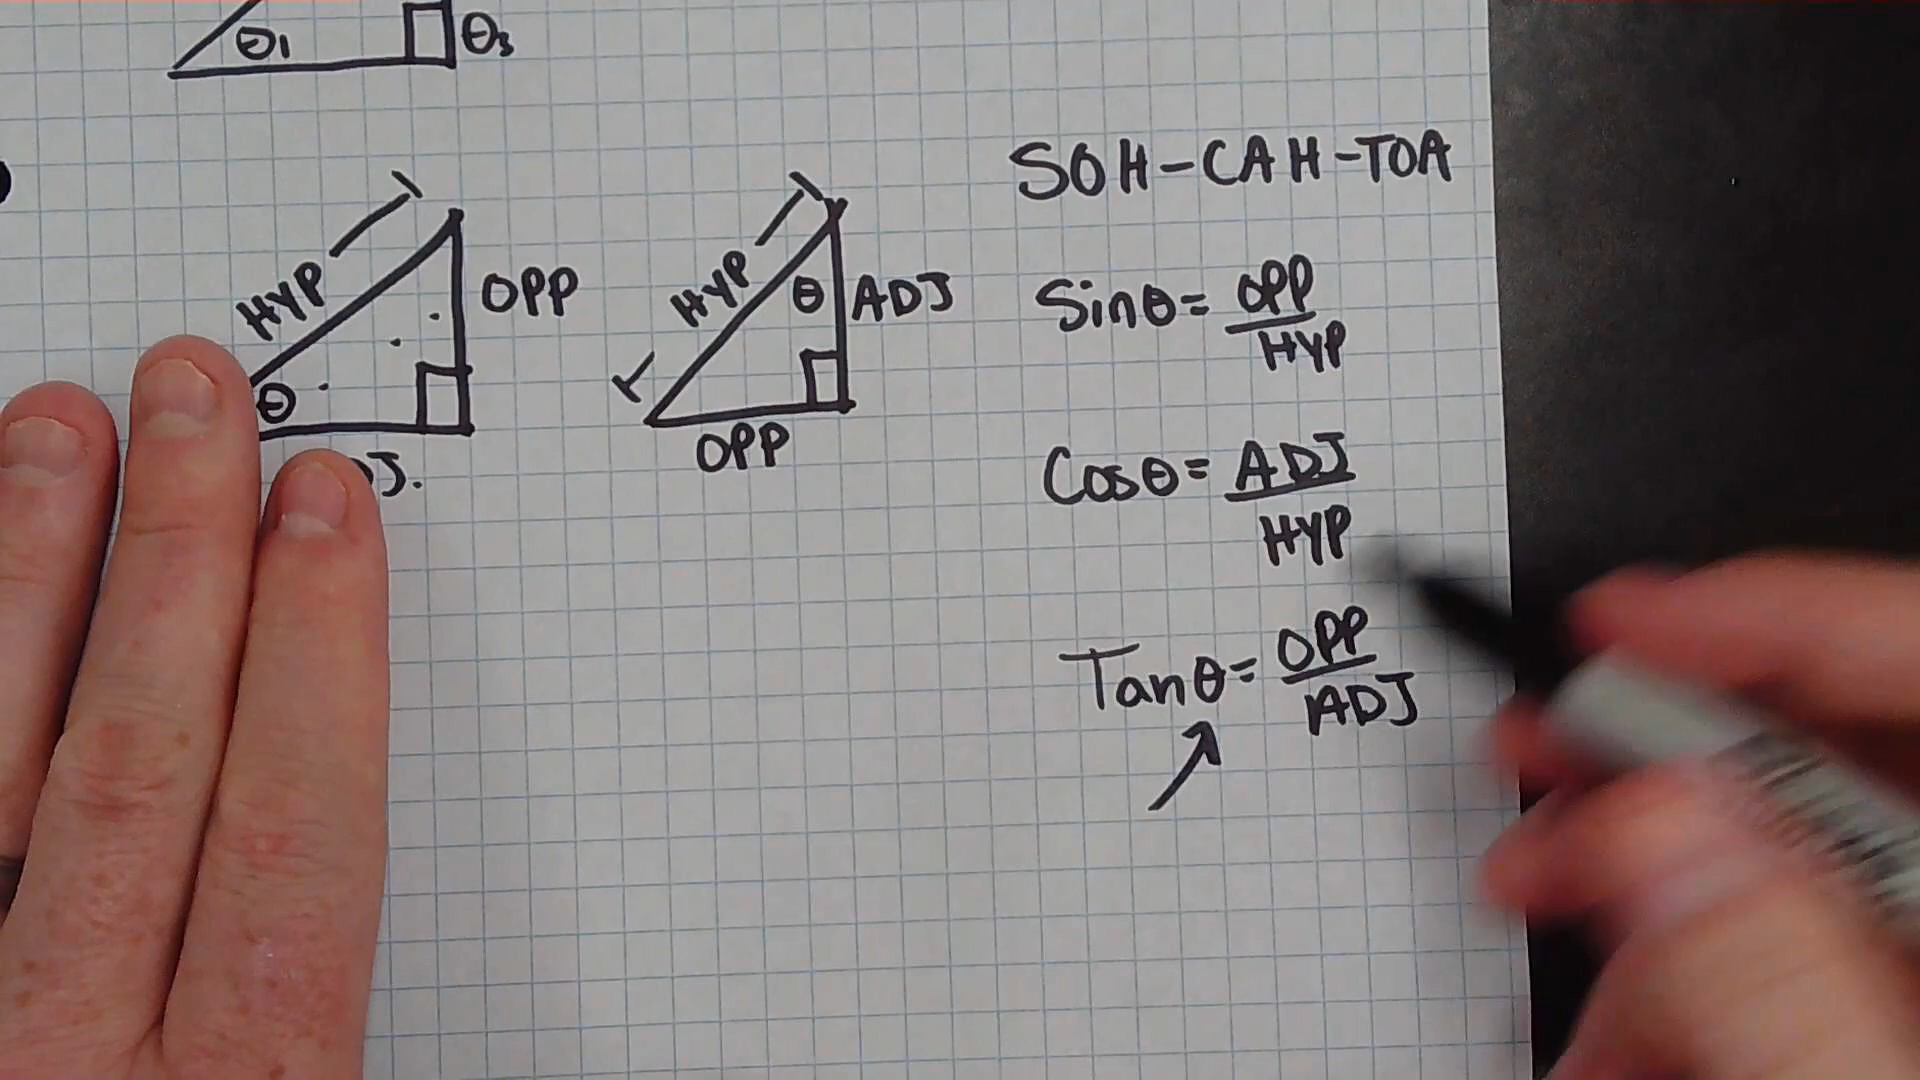 θ1 θ3
SOH-CAH-TOA
HYP OPP
θ
HYP θ ADJ
OPP
Sinθ = OPP
HYP
Cosθ = ADJ
HYP
Tanθ = OPP
ADJ